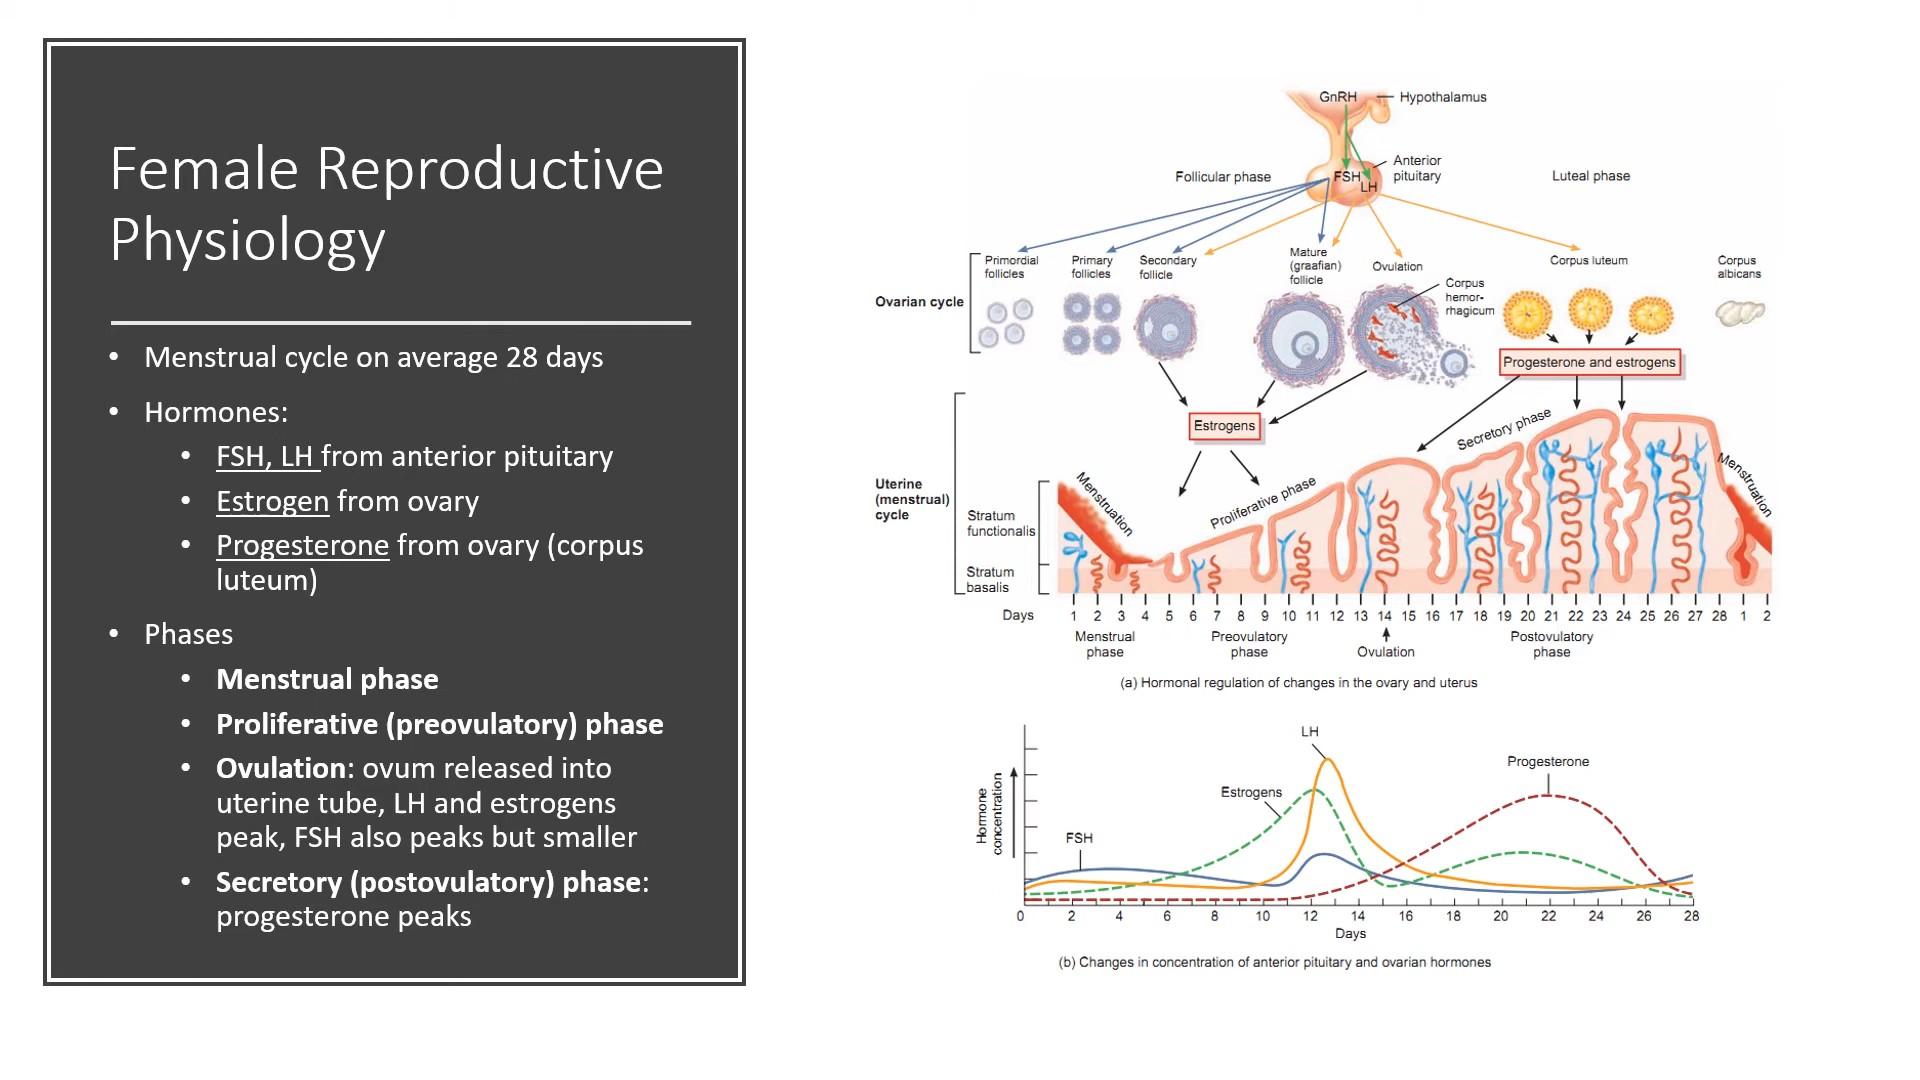 Female Reproductive
Physiology
• Menstrual cycle on average 28 days
• Hormones:
• FSH, LH from anterior pituitary
• Estrogen from ovary
• Progesterone from ovary (corpus
luteum)
• Phases
• Menstrual phase
• Proliferative (preovulatory) phase
• Ovulation: ovum released into
uterine tube, LH and estrogens
peak, FSH also peaks but smaller
• Secretory (postovulatory) phase:
progesterone peaks
GnRH
Hypothalamus
Follicular phase
FSH
LH
Anterior
pituitary
Luteal phase
Ovarian cycle
Primordial
follicles
Primary
follicles
Secondary
follicle
Mature
(graafian)
follicle
Ovulation
Corpus
hemor-
rhagicum
Corpus luteum
Corpus
albicans
Progesterone and estrogens
Estrogens
Uterine
(menstrual)
cycle
Stratum
functionalis
Stratum
basalis
Menstruation
Proliferative phase
Secretory phase
Menstruation
Days 1 2 3 4 5 6 7 8 9 10 11 12 13 14 15 16 17 18 19 20 21 22 23 24 25 26 27 28 1 2
Menstrual
phase
Preovulatory
phase
Ovulation
Postovulatory
phase
(a) Hormonal regulation of changes in the ovary and uterus
Hormone
concentration
FSH
Estrogens
LH
Progesterone
0 2 4 6 8 10 12 14 16 18 20 22 24 26 28
Days
(b) Changes in concentration of anterior pituitary and ovarian hormones